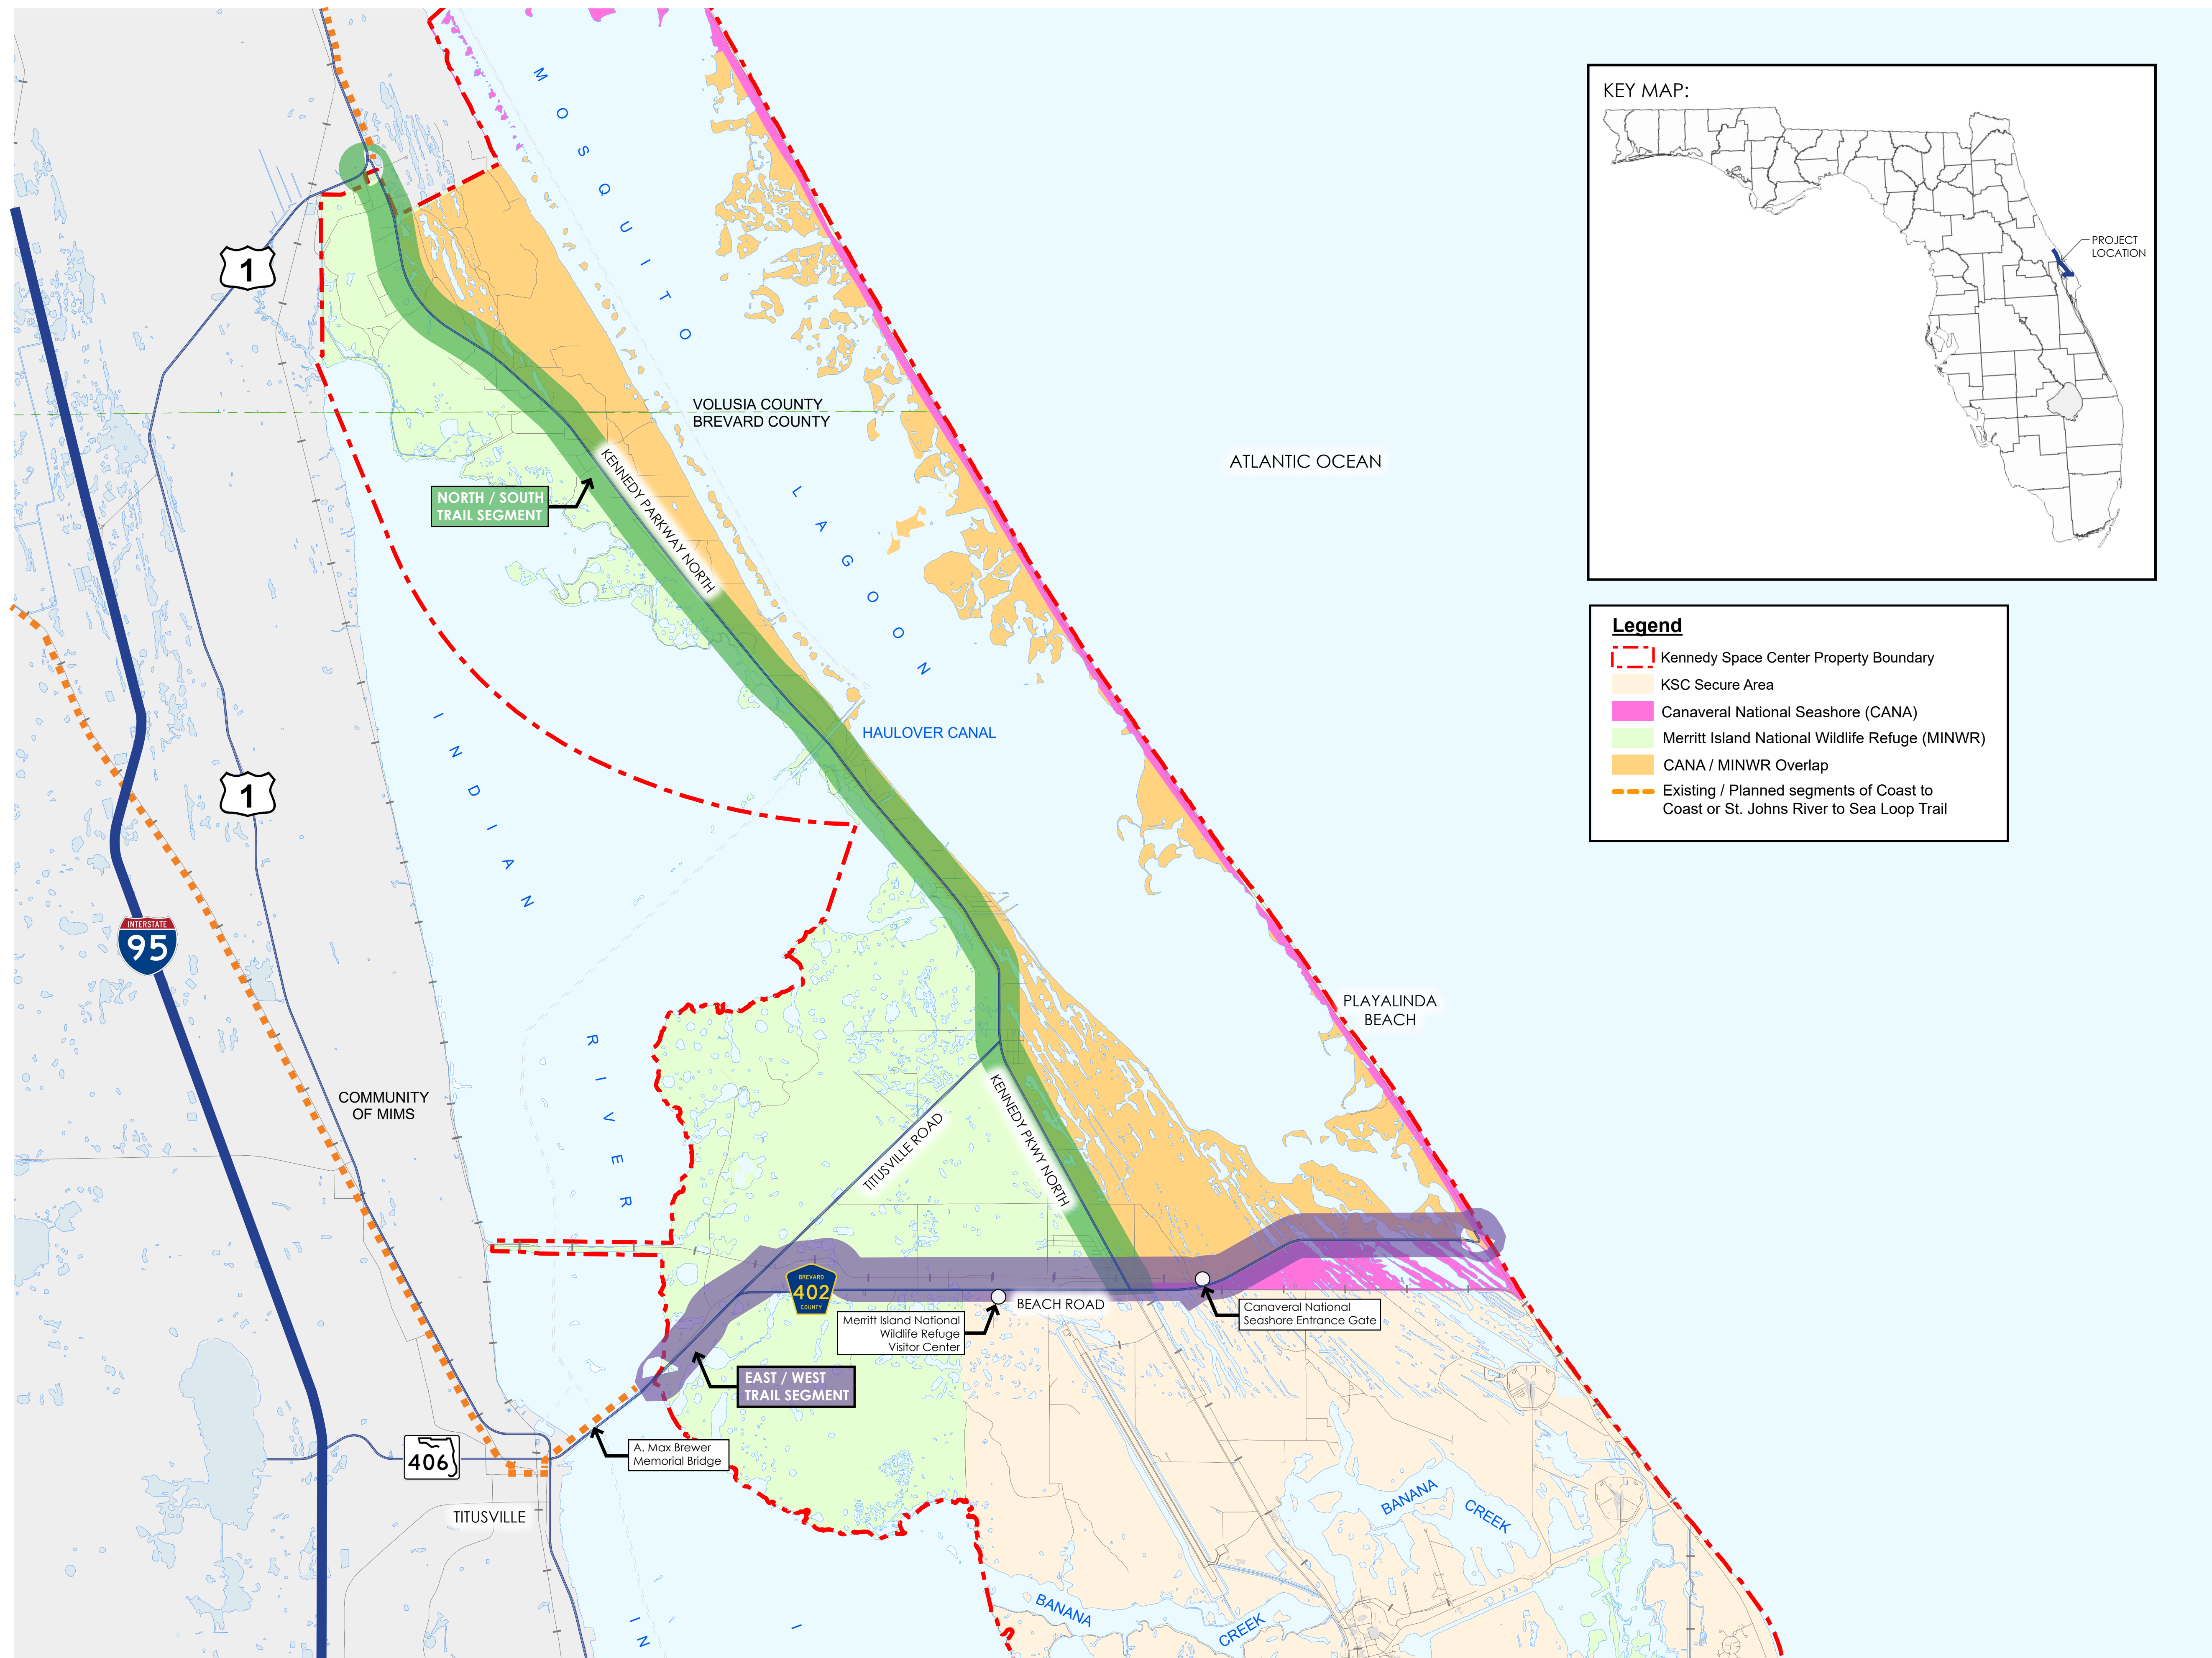 KEY MAP:
PROJECT
LOCATION
Legend
Kennedy Space Center Property Boundary
KSC Secure Area
Canaveral National Seashore (CANA)
Merritt Island National Wildlife Refuge (MINWR)
CANA / MINWR Overlap
Existing / Planned segments of Coast to
Coast or St. Johns River to Sea Loop Trail
MOSQUITO
LAGOON
1
VOLUSIA COUNTY
BREVARD COUNTY
ATLANTIC OCEAN
NORTH / SOUTH
TRAIL SEGMENT
KENNEDY PARKWAY NORTH
HAULOVER CANAL
INDIAN
RIVER
1
INTERSTATE
95
PLAYALINDA
BEACH
COMMUNITY
OF MIMS
TITUSVILLE ROAD
KENNEDY PKWY NORTH
BREVARD
402
COUNTY
BEACH ROAD
Merritt Island National
Wildlife Refuge
Visitor Center
Canaveral National
Seashore Entrance Gate
EAST / WEST
TRAIL SEGMENT
A. Max Brewer
Memorial Bridge
406
TITUSVILLE
BANANA
CREEK
BANANA
CREEK
I N
I